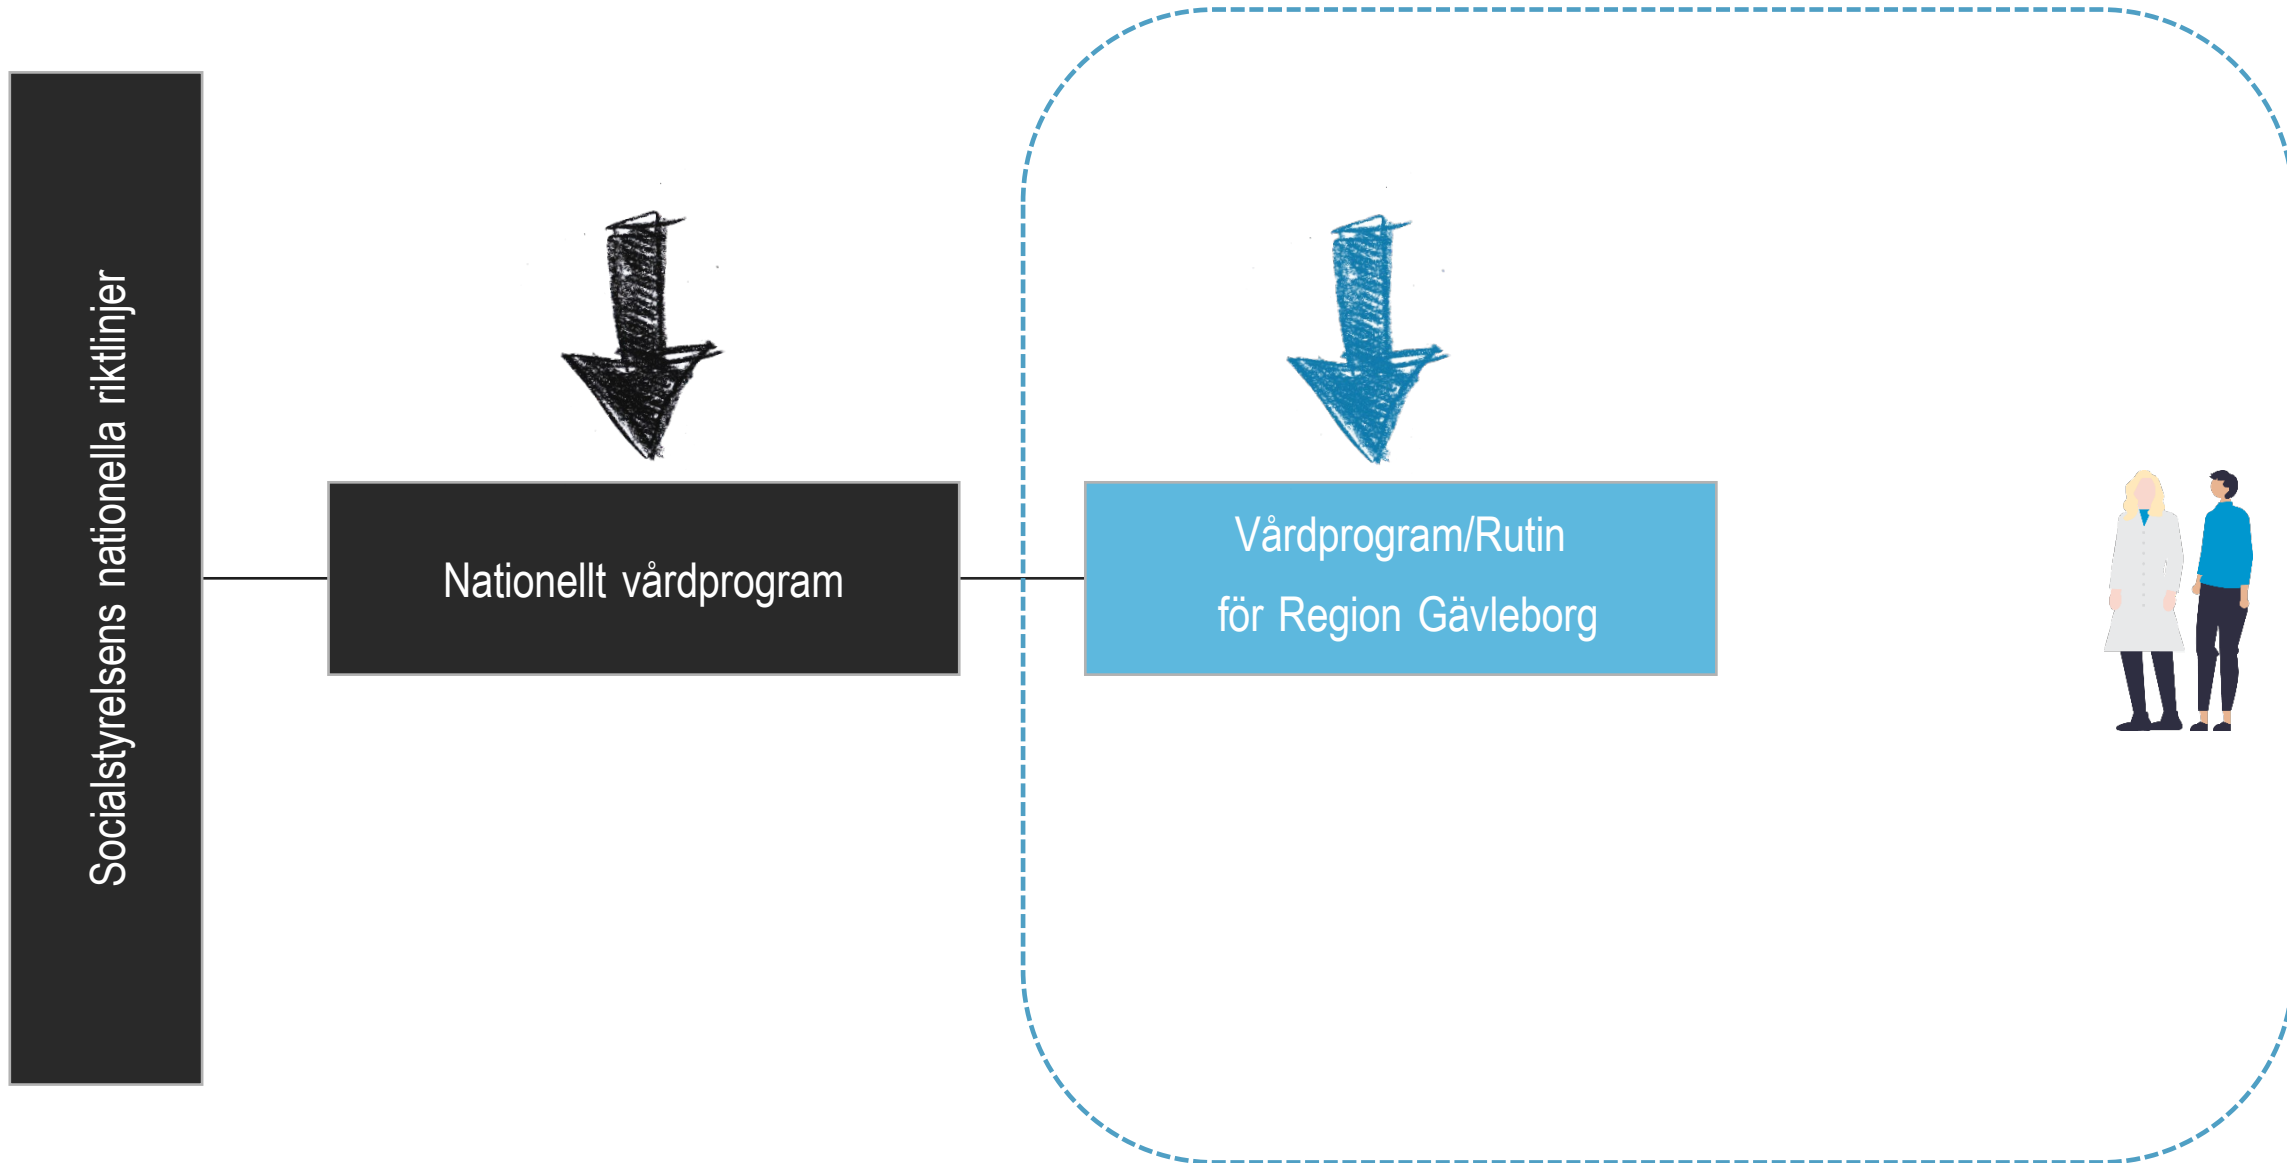 Socialstyrelsens nationella riktlinjer
Nationellt vårdprogram
Vårdprogram/Rutin
för Region Gävleborg